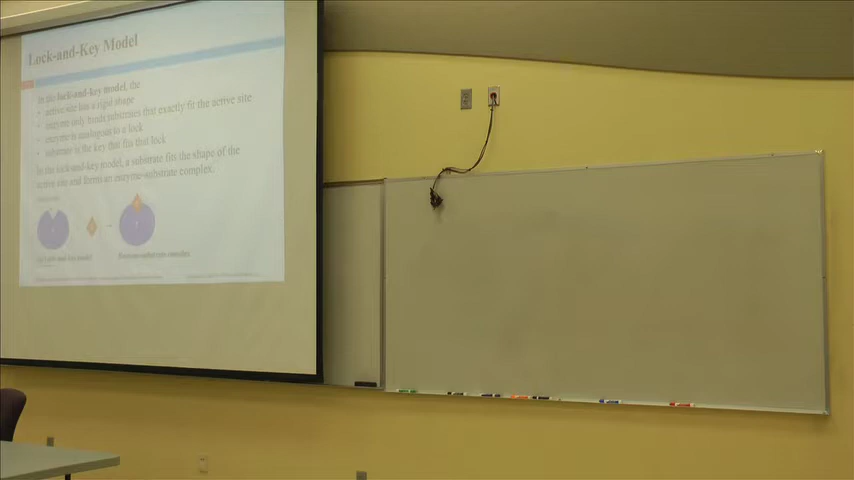 Lock-and-Key Model
In the lock-and-key model, the
• active site has a rigid shape
• enzyme only binds substrates that exactly fit the active site
• enzyme is analogous to a lock
• substrate is the key that fits that lock
In the lock-and-key model, a substrate fits the shape of the
active site and forms an enzyme-substrate complex.
Enzyme-substrate complex